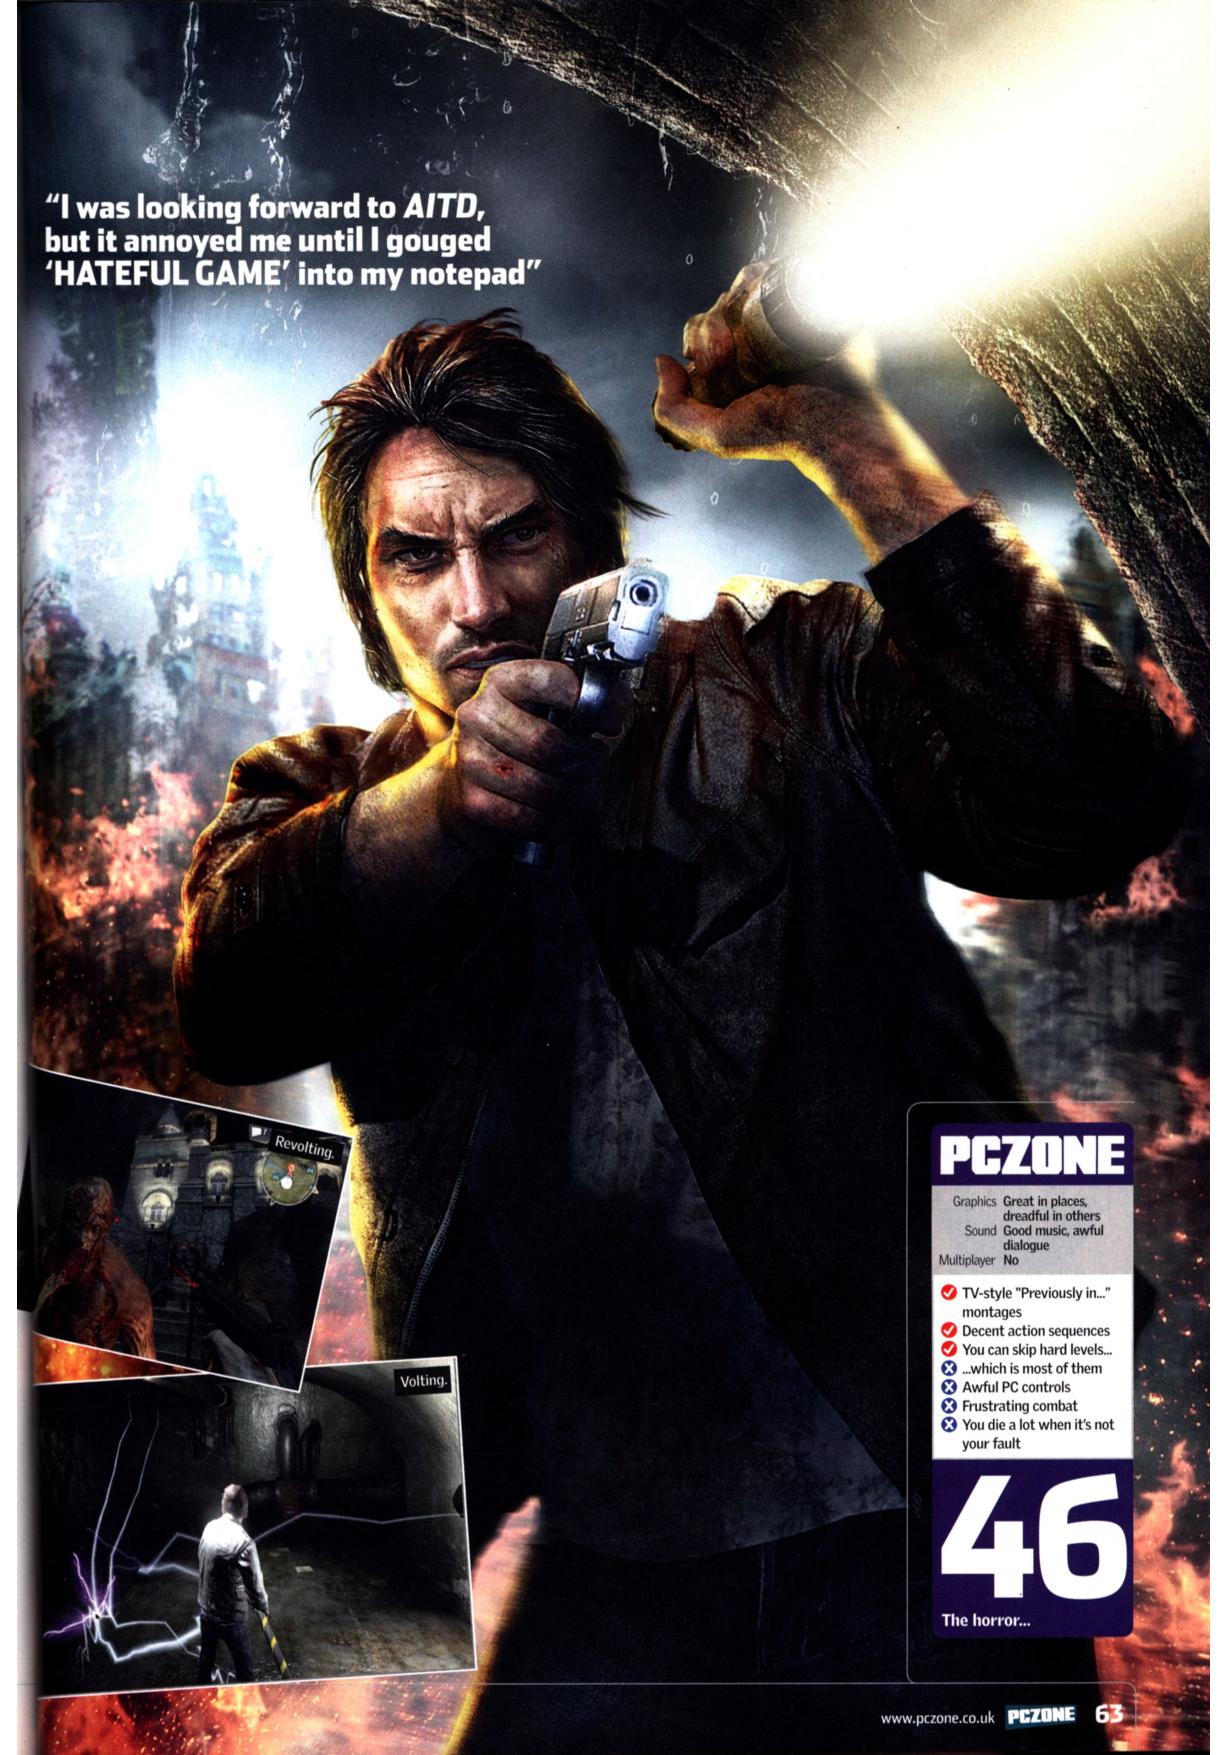 “I was looking forward to AITD,
but it annoyed me until I gouged
‘HATEFUL GAME’ into my notepad”
Revolting.
Volting.
PCZONE
Graphics Great in places,
dreadful in others
Sound Good music, awful
dialogue
Multiplayer No
TV-style “Previously in...”
montages
Decent action sequences
You can skip hard levels...
...which is most of them
Awful PC controls
Frustrating combat
You die a lot when it’s not
your fault
46
The horror...
www.pczone.co.uk PCZONE 63